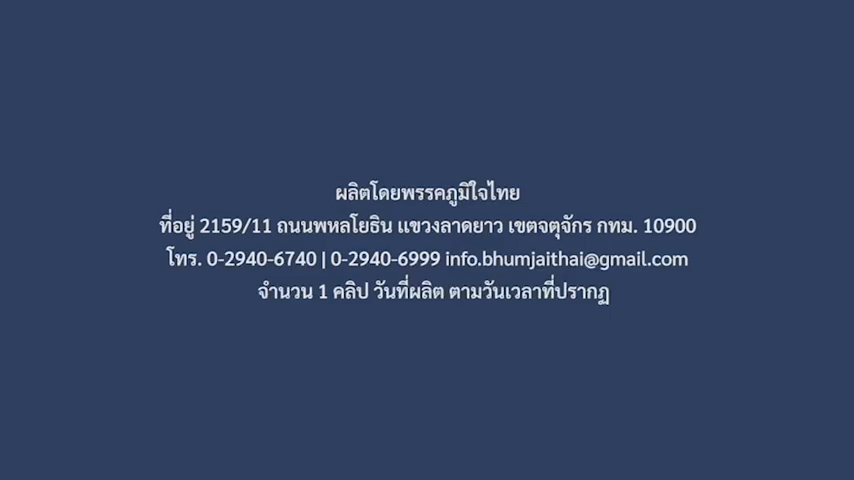 ผลิตโดยพรรคภูมิใจไทย
ที่อยู่ 2159/11 ถนนพหลโยธิน แขวงลาดยาว เขตจตุจักร กทม. 10900
โทร. 0-2940-6740 | 0-2940-6999 info.bhumjaithai@gmail.com
จำนวน 1 คลิป วันที่ผลิต ตามวันเวลาที่ปรากฏ